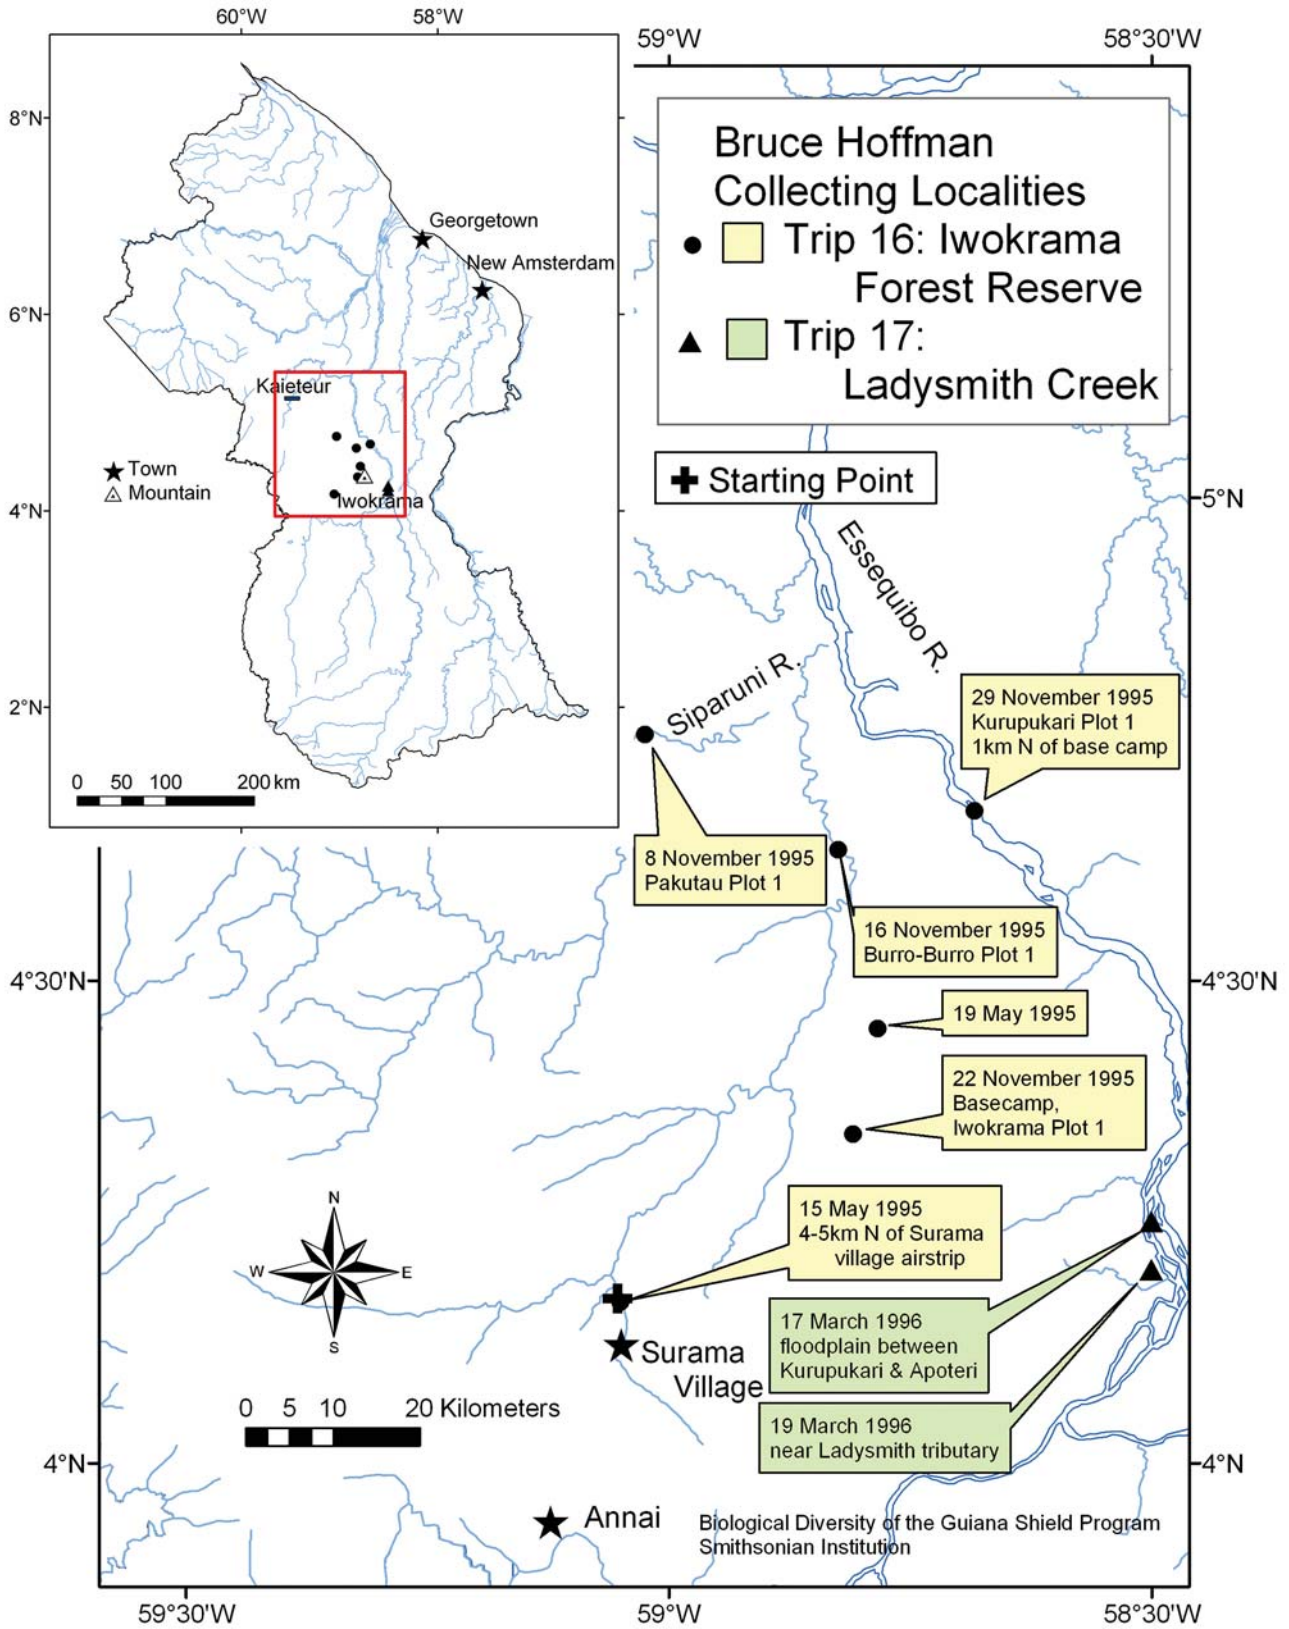 60°W
58°W
8°N
6°N
4°N
2°N
Georgetown
New Amsterdam
Kaieteur
Iwokrama
Town
Mountain
0 50 100 200 km
59°W
58°30'W
Bruce Hoffman
Collecting Localities
Trip 16: Iwokrama
Forest Reserve
Trip 17:
Ladysmith Creek
Starting Point
5°N
Essequibo R.
Siparuni R.
29 November 1995
Kurupukari Plot 1
1km N of base camp
8 November 1995
Pakutau Plot 1
16 November 1995
Burro-Burro Plot 1
4°30'N
4°30'N
19 May 1995
22 November 1995
Basecamp,
Iwokrama Plot 1
15 May 1995
4-5km N of Surama
village airstrip
N
W
E
S
17 March 1996
floodplain between
Kurupukari & Apoteri
Surama
Village
0 5 10 20 Kilometers
19 March 1996
near Ladysmith tributary
4°N
4°N
Annai
Biological Diversity of the Guiana Shield Program
Smithsonian Institution
59°30'W
59°W
58°30'W